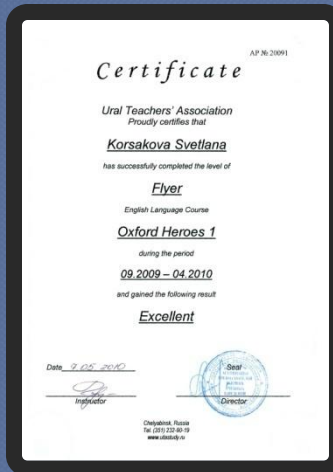 АР № 20091
Certificate
Ural Teachers' Association
Proudly certifies that
Korsakova Svetlana
has successfully completed the level of
Flyer
English Language Course
Oxford Heroes 1
during the period
09.2009 – 04.2010
and gained the following result
Excellent
Date 7.05 2010
Seal
Instructor
Director
Chelyabinsk, Russia
Tel. (351) 232-60-19
www.utastudy.ru